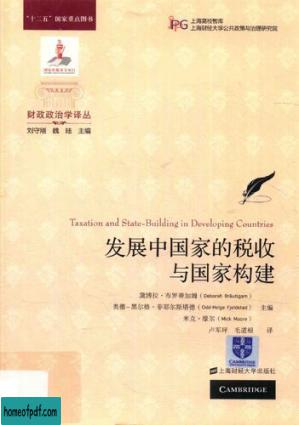 "十二五"国家重点图书
上海高校智库
上海财经大学公共政策与治理研究院
PPG
财政政治学译丛
刘守刚 魏陆 主编
Taxation and State-Building in Developing Countries
发展中国家的税收
与国家构建
黛博拉·布罗蒂加姆(Deborah Bräutigam)
奥德-黑尔格·菲耶尔斯塔德(Odd-Helge Fjeldstad) 主编
米克·摩尔(Mick Moore)
卢军坪 毛道根 译
上海财经大学出版社
CAMBRIDGE
homeofpdf.com